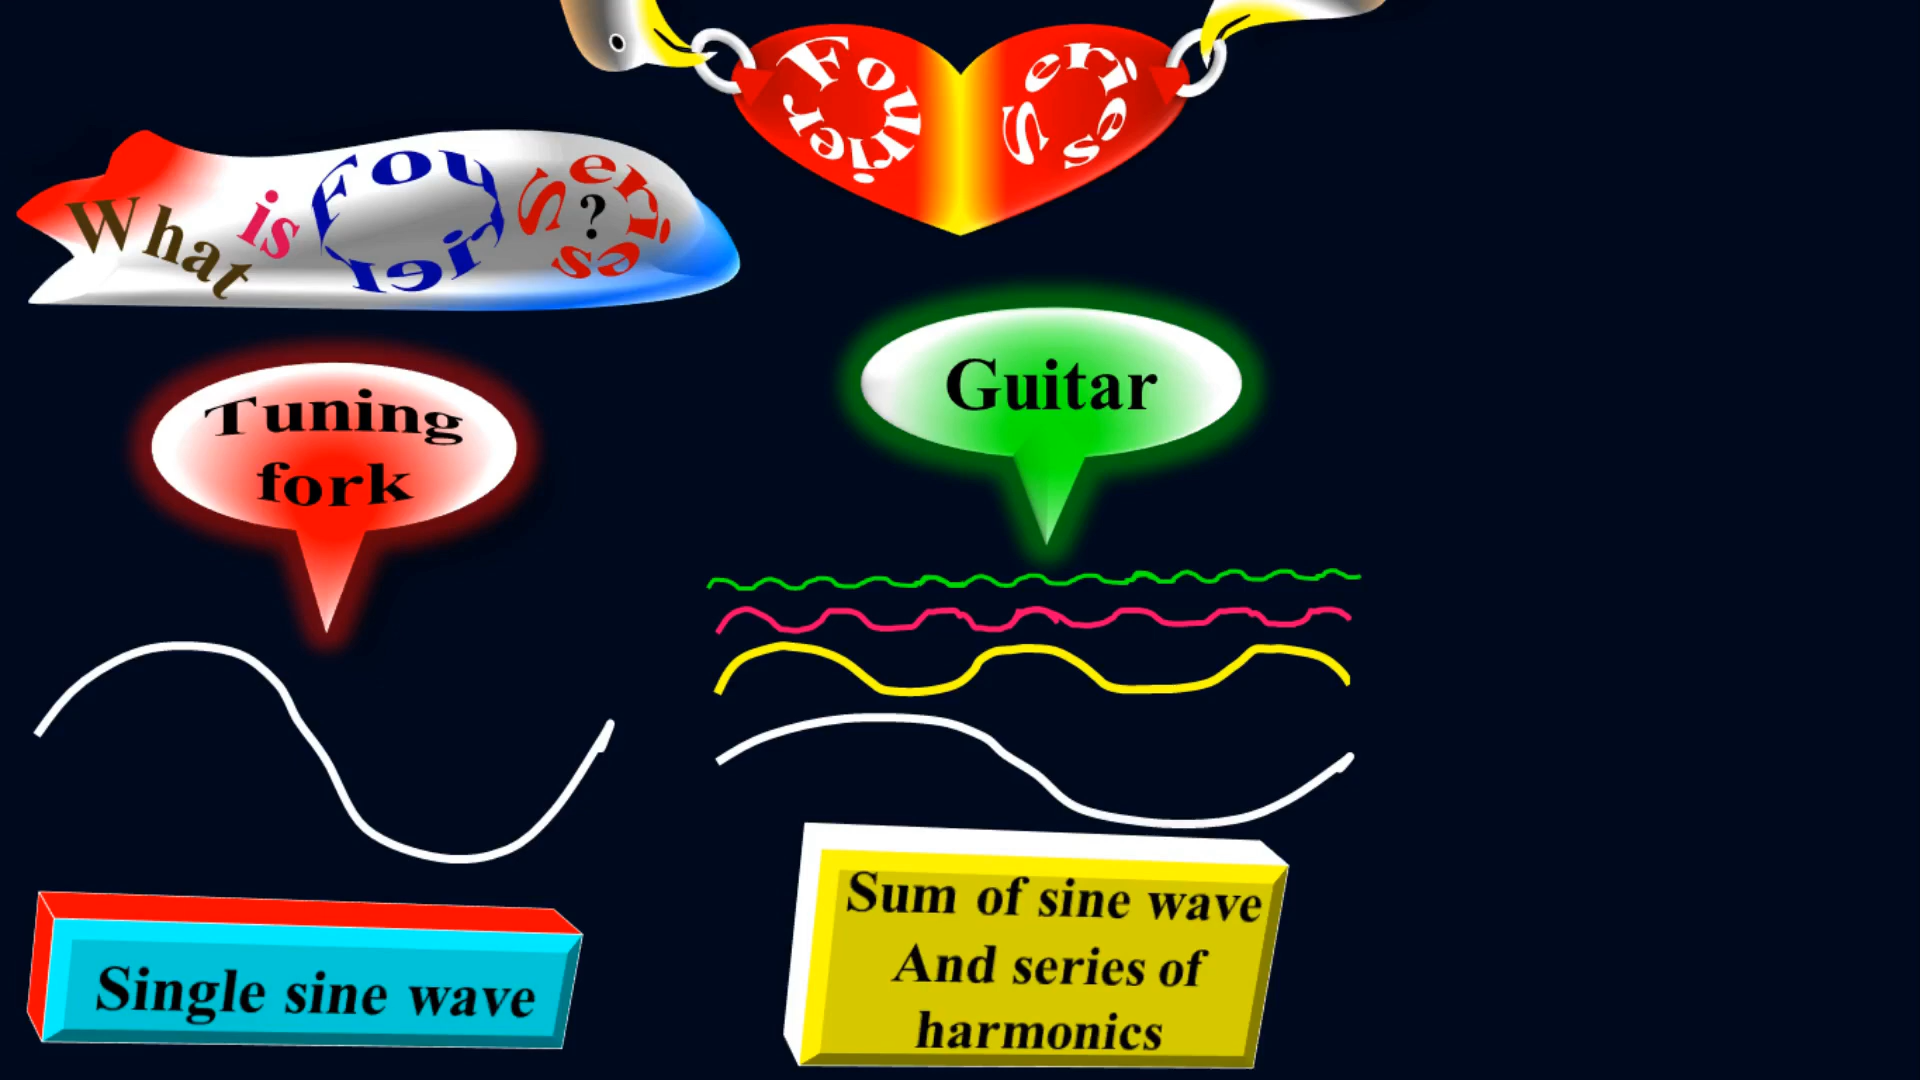 Fourier Series
What is Fourier Series ?
Tuning
fork
Guitar
Single sine wave
Sum of sine wave
And series of
harmonics